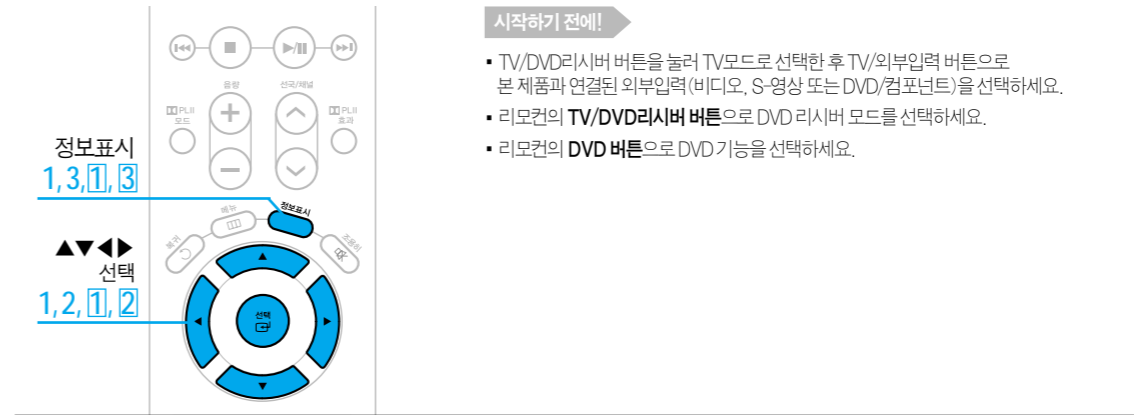 시작하기 전에!
▪ TV/DVD리시버 버튼을 눌러 TV모드로 선택한 후 TV/외부입력 버튼으로
본 제품과 연결된 외부입력(비디오, S-영상 또는 DVD/컴포넌트)을 선택하세요.
▪ 리모컨의 TV/DVD리시버 버튼으로 DVD 리시버 모드를 선택하세요.
▪ 리모컨의 DVD 버튼으로 DVD 기능을 선택하세요.
음량
선국/채널
PL II
모드
PL II
효과
정보표시
1, 3, 1, 3
메뉴
정보표시
복귀
조용히
▲▼◀▶
선택
1, 2, 1, 2
선택